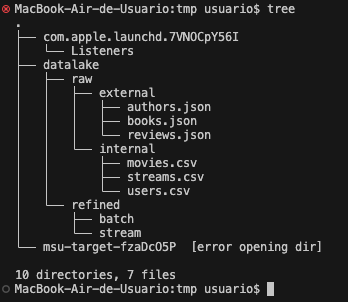 MacBook-Air-de-Usuario:tmp usuario$ tree
.
├── com.apple.launchd.7VNOCpY56I
│   └── Listeners
├── datalake
│   ├── raw
│   │   ├── external
│   │   │   ├── authors.json
│   │   │   ├── books.json
│   │   │   └── reviews.json
│   │   └── internal
│   │       ├── movies.csv
│   │       ├── streams.csv
│   │       └── users.csv
│   └── refined
│       ├── batch
│       └── stream
└── msu-target-fzaDcO5P  [error opening dir]

10 directories, 7 files
MacBook-Air-de-Usuario:tmp usuario$